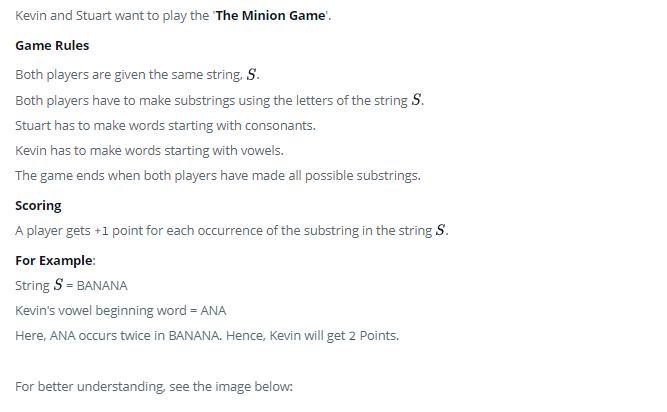 Kevin and Stuart want to play the 'The Minion Game'.
Game Rules
Both players are given the same string, S.
Both players have to make substrings using the letters of the string S.
Stuart has to make words starting with consonants.
Kevin has to make words starting with vowels.
The game ends when both players have made all possible substrings.
Scoring
A player gets +1 point for each occurrence of the substring in the string S.
For Example:
String S = BANANA
Kevin's vowel beginning word = ANA
Here, ANA occurs twice in BANANA. Hence, Kevin will get 2 Points.
For better understanding, see the image below: